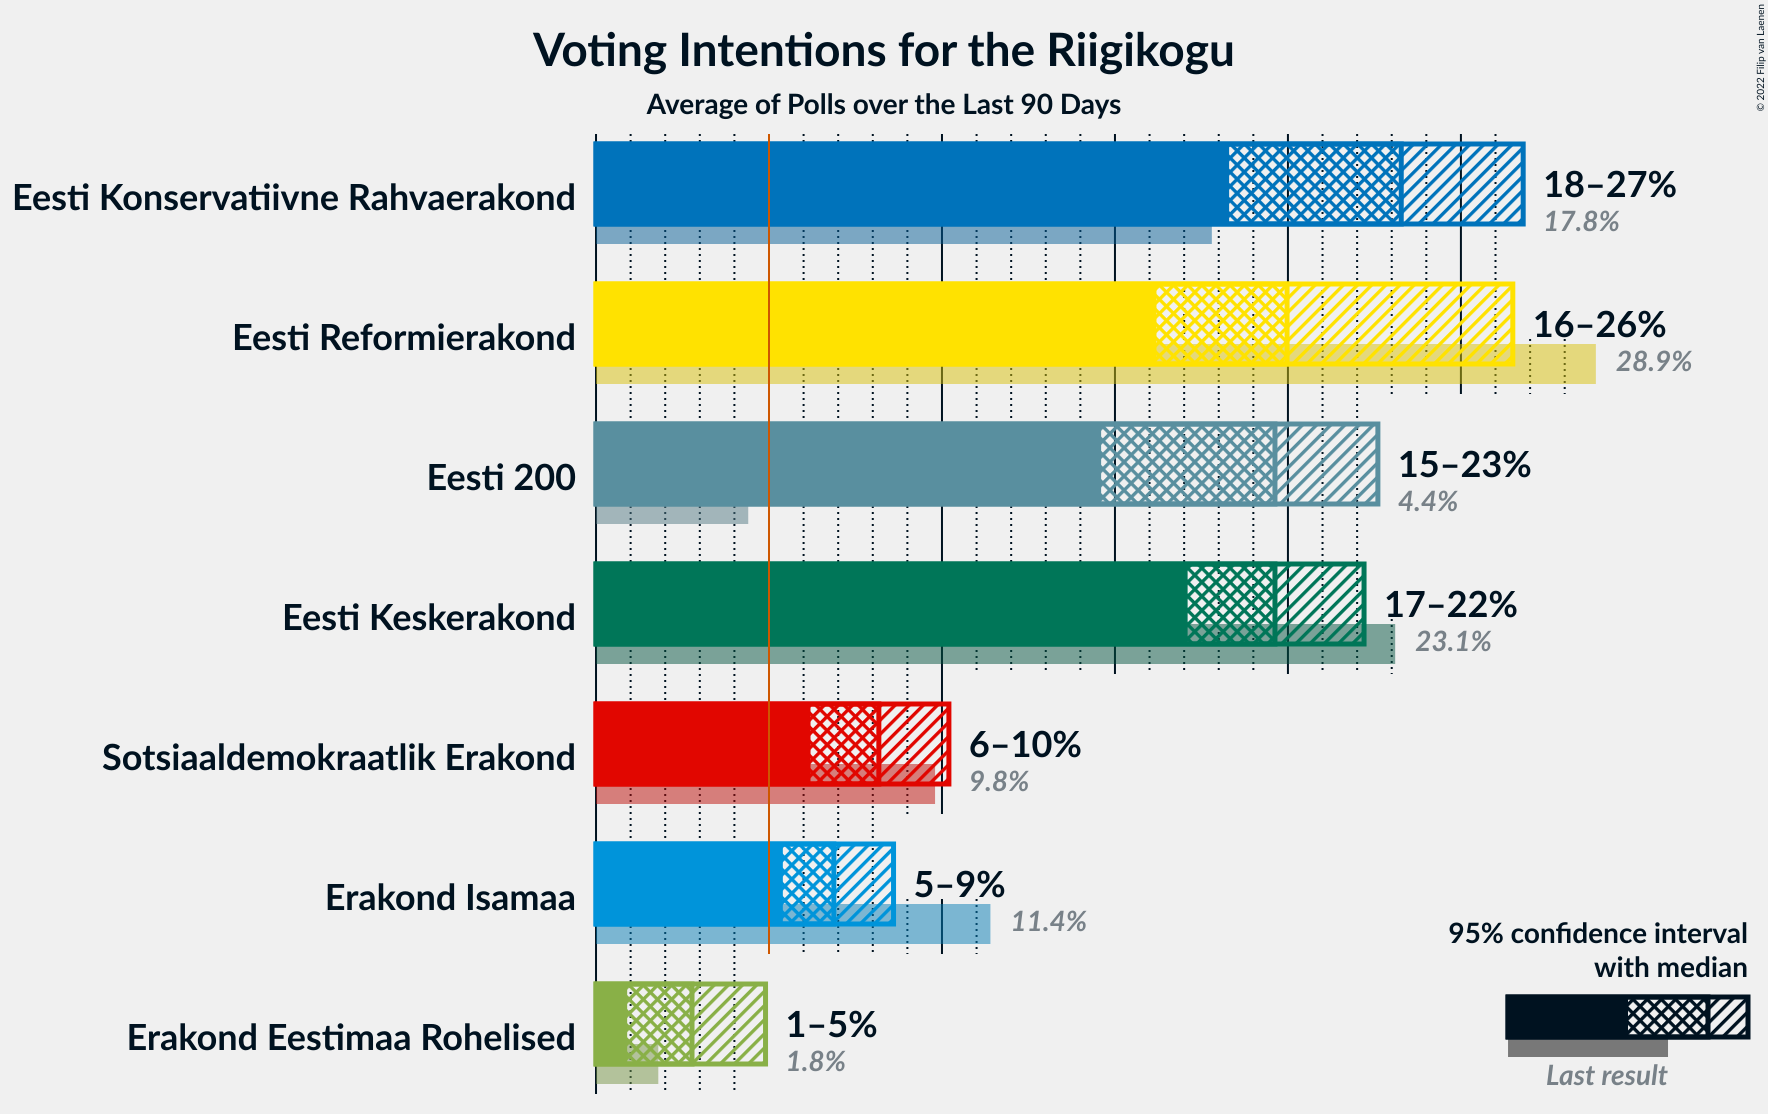 Voting Intentions for the Riigikogu
Average of Polls over the Last 90 Days
© 2022 Filip van Laenen
Eesti Konservatiivne Rahvaerakond
18–27%
17.8%
Eesti Reformierakond
16–26%
28.9%
Eesti 200
15–23%
4.4%
Eesti Keskerakond
17–22%
23.1%
Sotsiaaldemokraatlik Erakond
6–10%
9.8%
Erakond Isamaa
5–9%
11.4%
Erakond Eestimaa Rohelised
1–5%
1.8%
95% confidence interval
with median
Last result